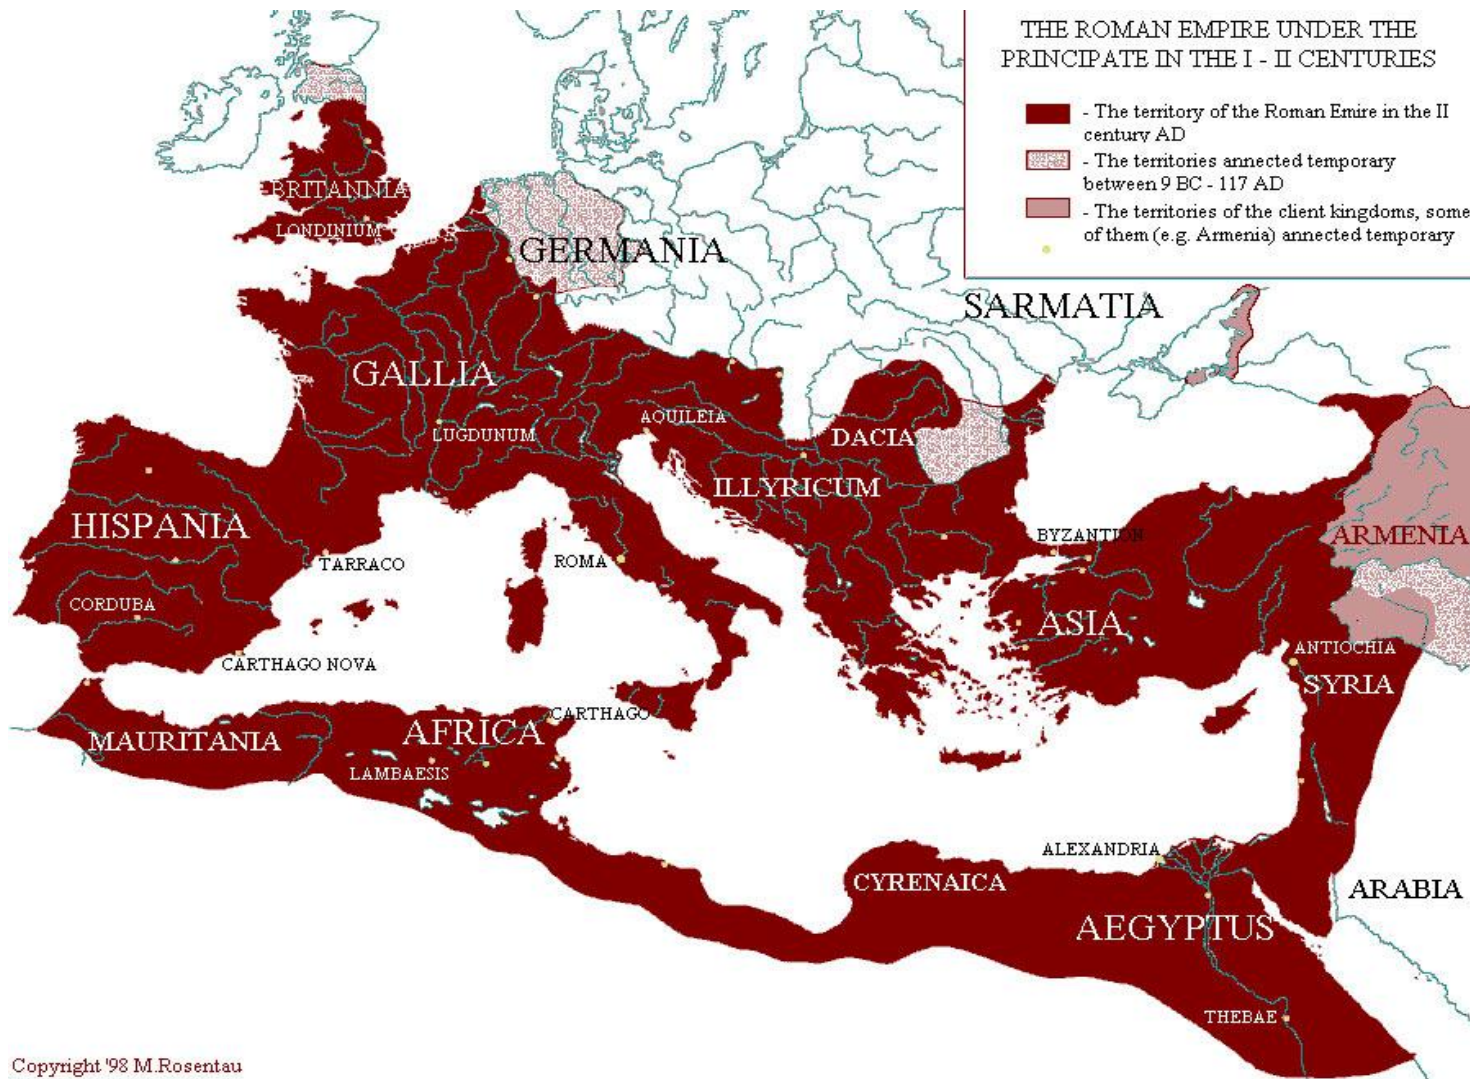 THE ROMAN EMPIRE UNDER THE
PRINCIPATE IN THE I - II CENTURIES
- The territory of the Roman Emire in the II
century AD
- The territories annected temporary
between 9 BC - 117 AD
- The territories of the client kingdoms, some
of them (e.g. Armenia) annected temporary
BRITANNIA
LONDINIUM
GERMANIA
SARMATIA
GALLIA
AQUILEIA
LUGDUNUM
DACIA
ILLYRICUM
HISPANIA
BYZANTION
ARMENIA
ROMA
TARRACO
CORDUBA
ASIA
ANTIOCHIA
CARTHAGO NOVA
SYRIA
CARTHAGO
AFRICA
MAURITANIA
LAMBAESIS
ALEXANDRIA
CYRENAICA
ARABIA
AEGYPTUS
THEBAE
Copyright '98 M.Rosentau